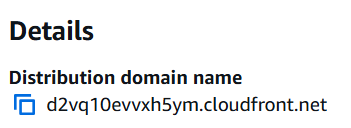 Details
Distribution domain name
d2vq10evvxh5ym.cloudfront.net